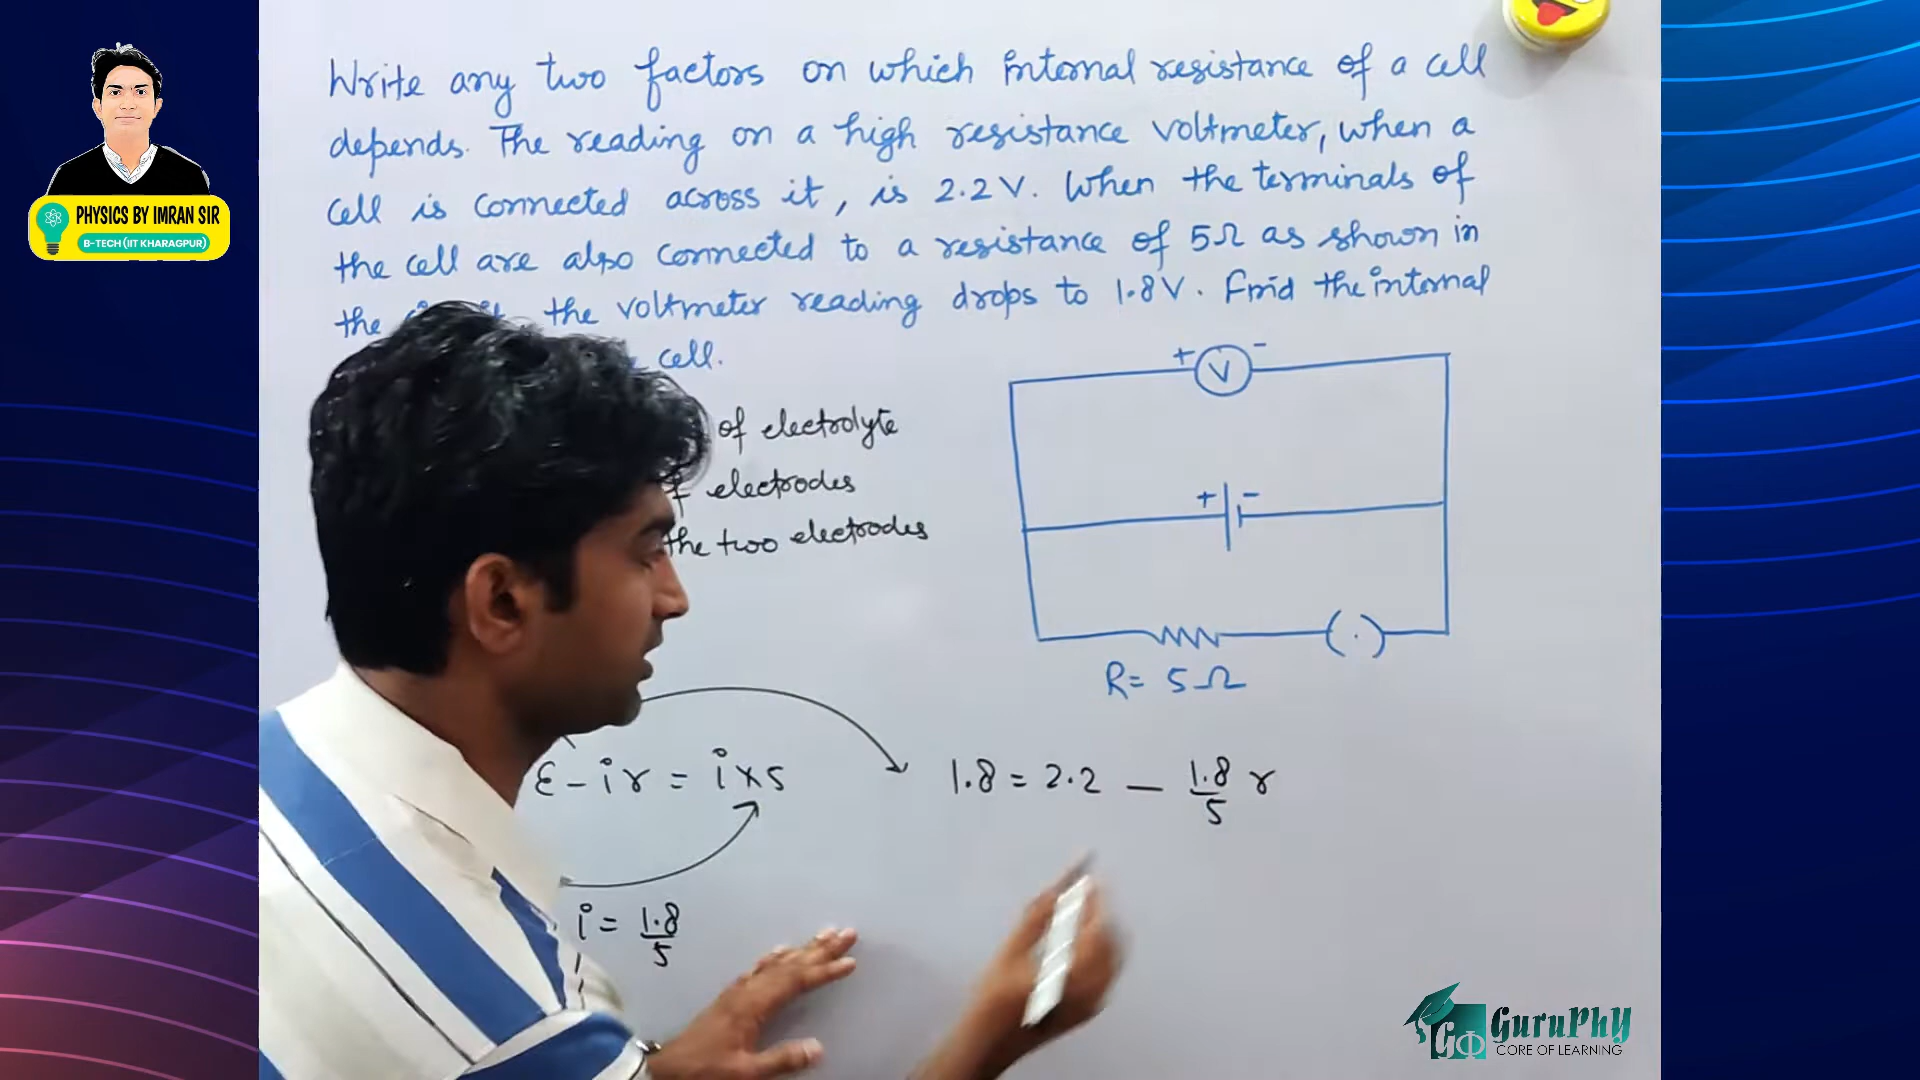 Write any two factors on which internal resistance of a cell
depends. The reading on a high resistance voltmeter, when a
cell is connected across it, is 2.2 V. When the terminals of
the cell are also connected to a resistance of 5Ω as shown in
the the voltmeter reading drops to 1.8 V. Find the internal
cell.
PHYSICS BY IMRAN SIR
B-TECH (IIT KHARAGPUR)
of electrolyte
electrodes
the two electrodes
+ V -
+ -
( . )
R = 5Ω
ε - ir = i x 5
1.8 = 2.2 — 1.8/5 r
i = 1.8/5
GΦ GURUPHY
CORE OF LEARNING